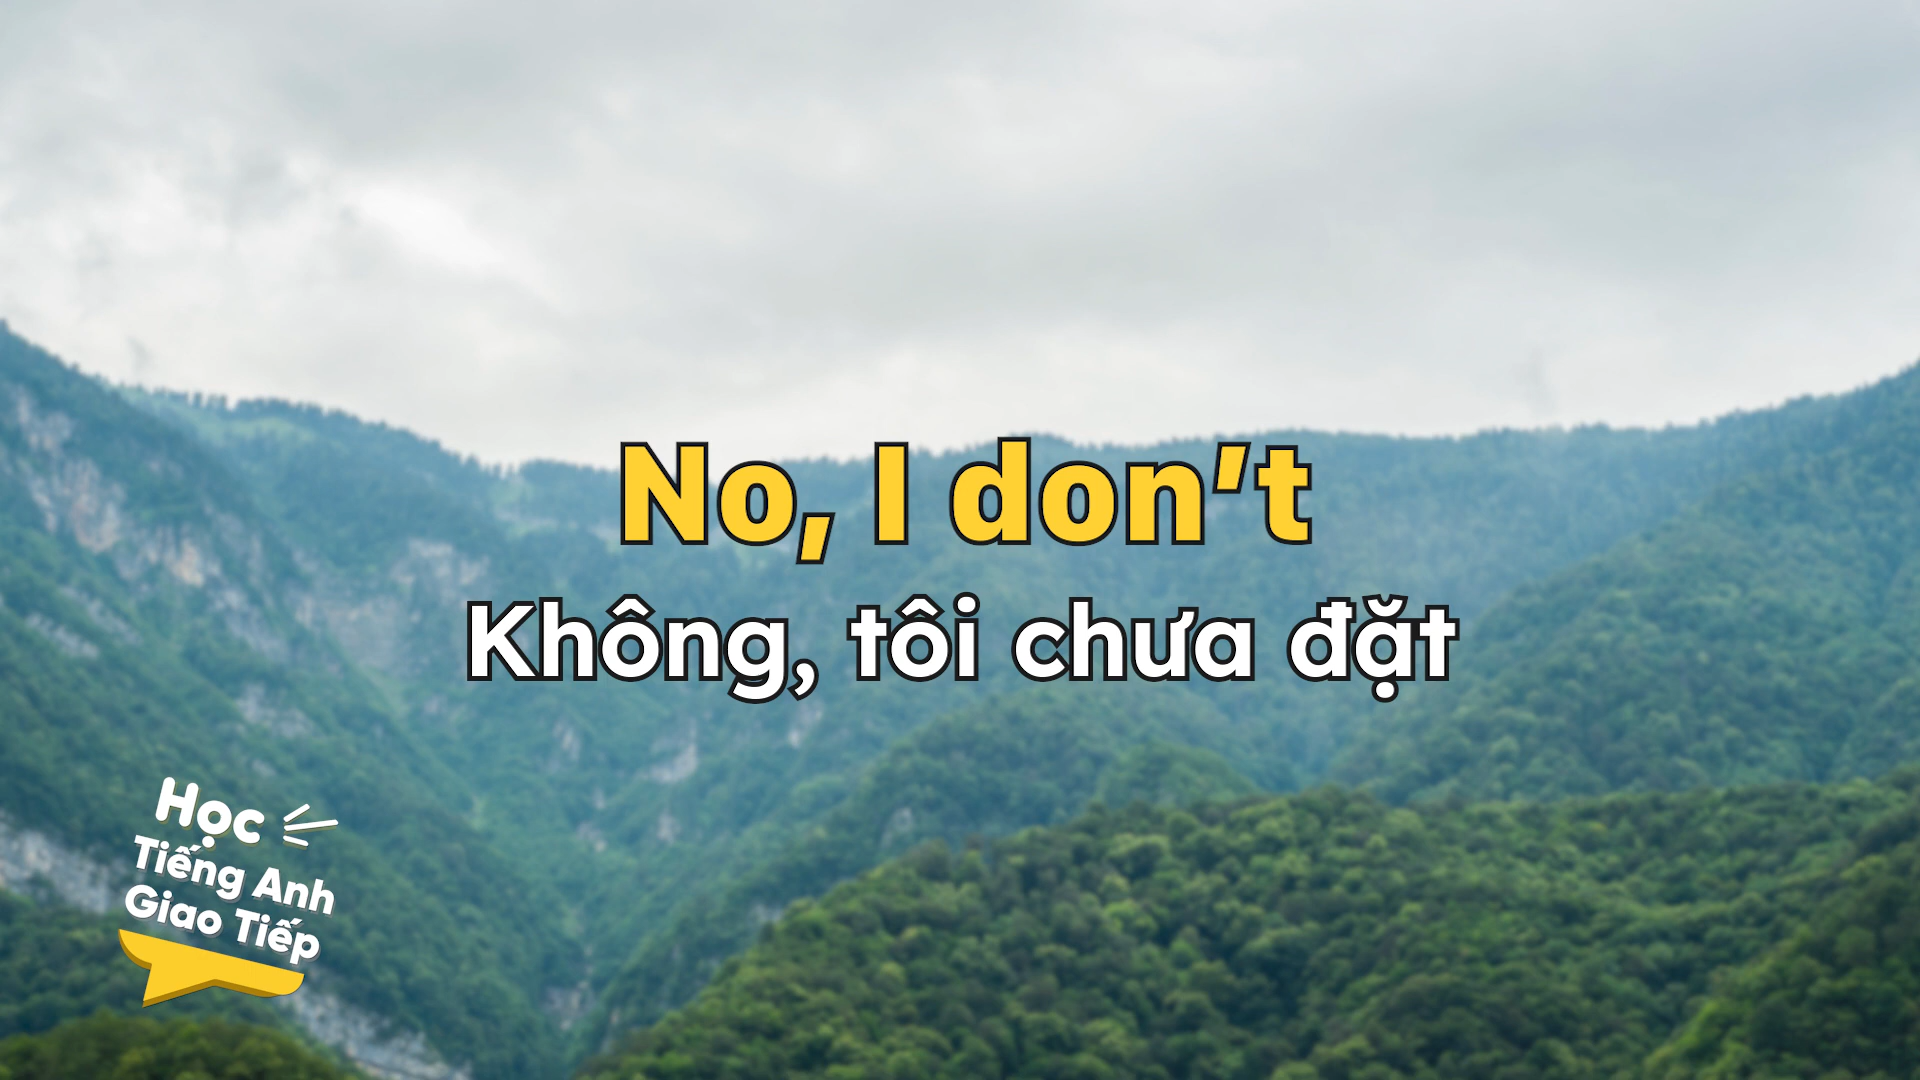 No, I don’t
Không, tôi chưa đặt
Học
Tiếng Anh
Giao Tiếp